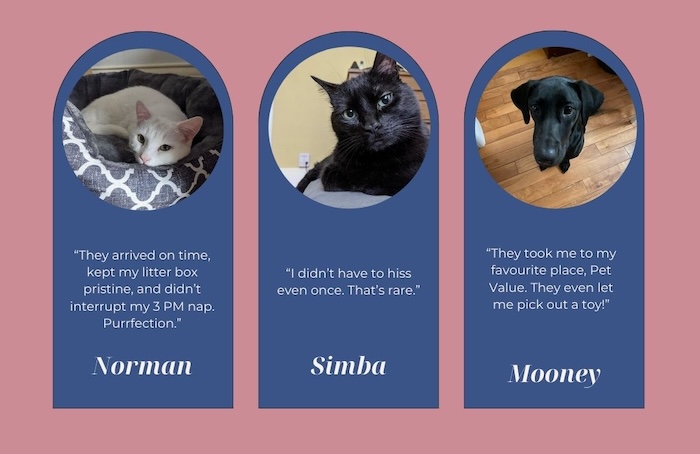 “They arrived on time,
kept my litter box
pristine, and didn’t
interrupt my 3 PM nap.
Purrfection.”
Norman
“I didn’t have to hiss
even once. That’s rare.”
Simba
“They took me to my
favourite place, Pet
Value. They even let
me pick out a toy!”
Mooney